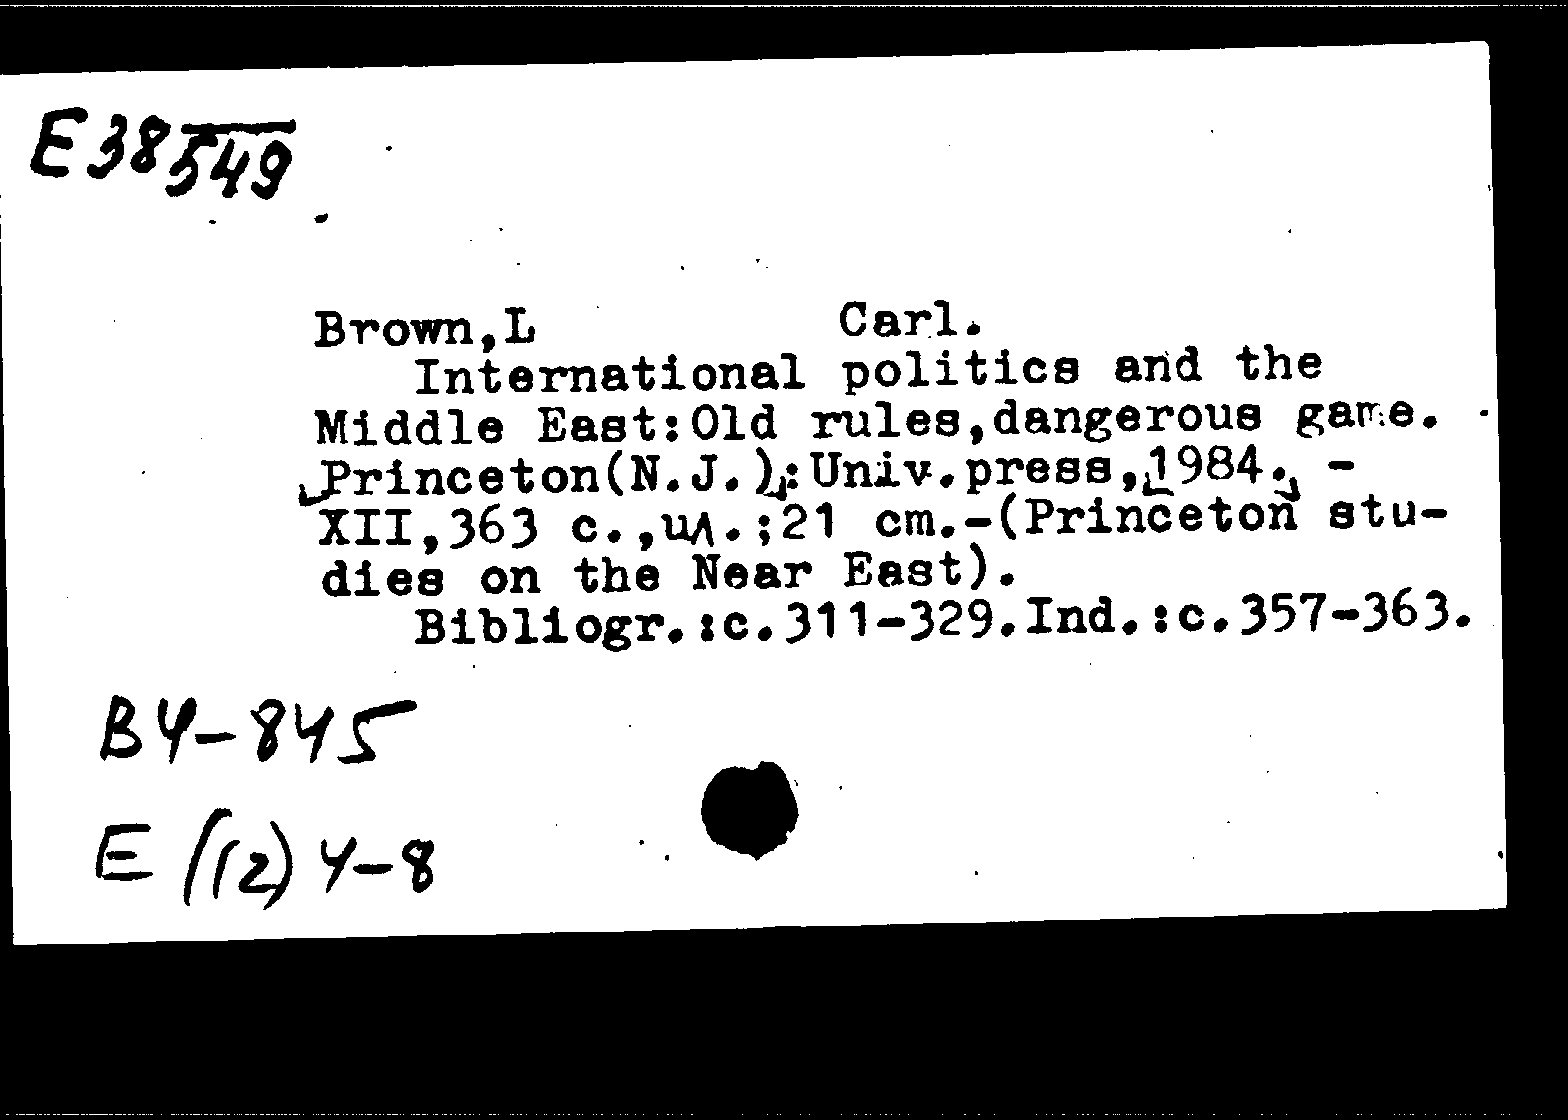 E38549
Brown,L Carl.
International politics and the
Middle East:Old rules,dangerous game. -
Princeton(N.J.):Univ.press,1984. -
XII,363 с.,ил.;21 cm.-(Princeton stu-
dies on the Near East).
Bibliogr.:с.311-329.Ind.:с.357-363.
В4-845
E((2)4-8